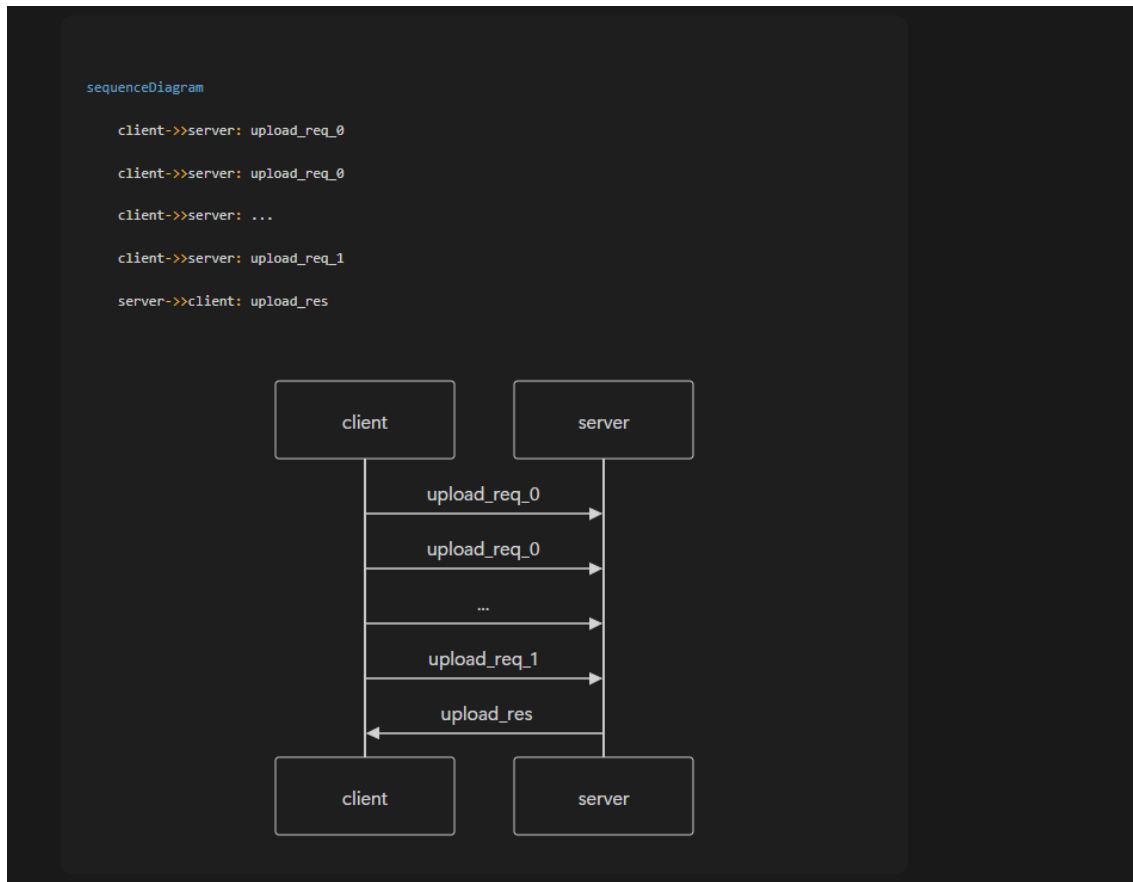 sequenceDiagram
client->>server: upload_req_0
client->>server: upload_req_0
client->>server: ...
client->>server: upload_req_1
server->>client: upload_res
client
server
upload_req_0
upload_req_0
...
upload_req_1
upload_res
client
server